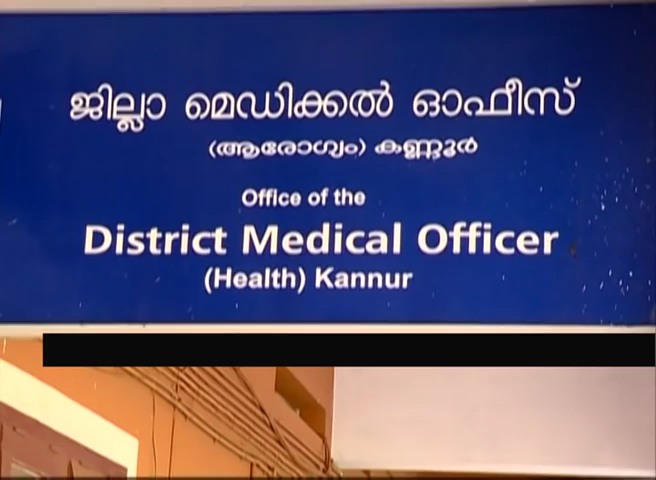 ജില്ലാ മെഡിക്കൽ ഓഫീസ്
(ആരോഗ്യം) കണ്ണൂർ
Office of the
District Medical Officer
(Health) Kannur